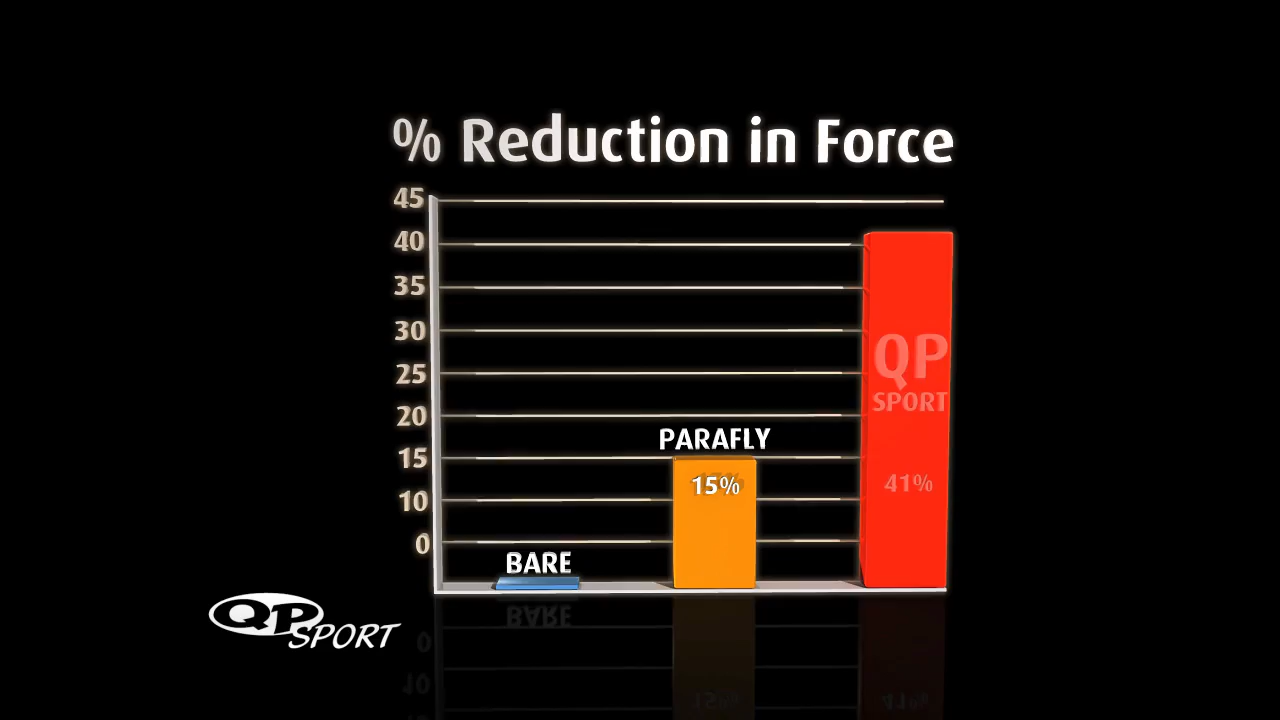 % Reduction in Force
45
40
35
30
25
20
15
10
0
BARE
PARAFLY
15%
QP
SPORT
41%
QP SPORT